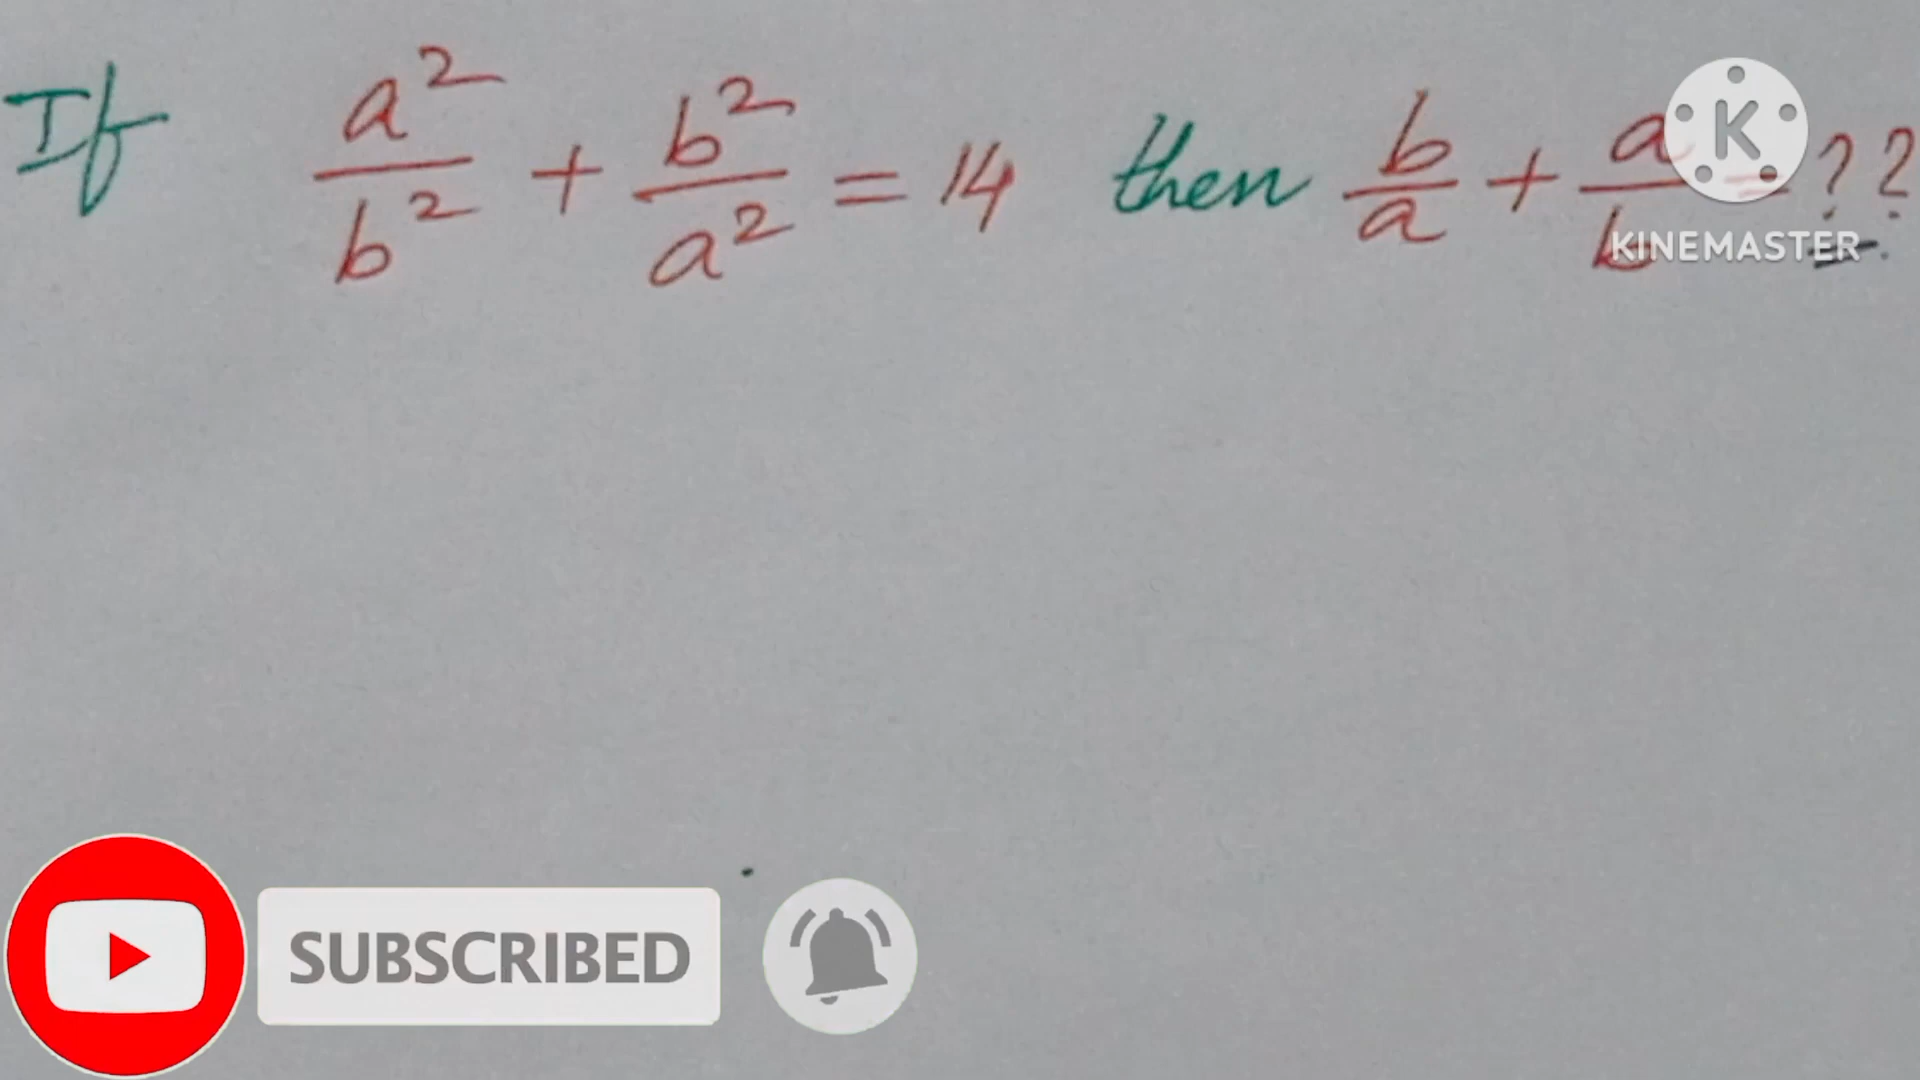 If a²/b² + b²/a² = 14 then b/a + a/b = ??
KINEMASTER
SUBSCRIBED